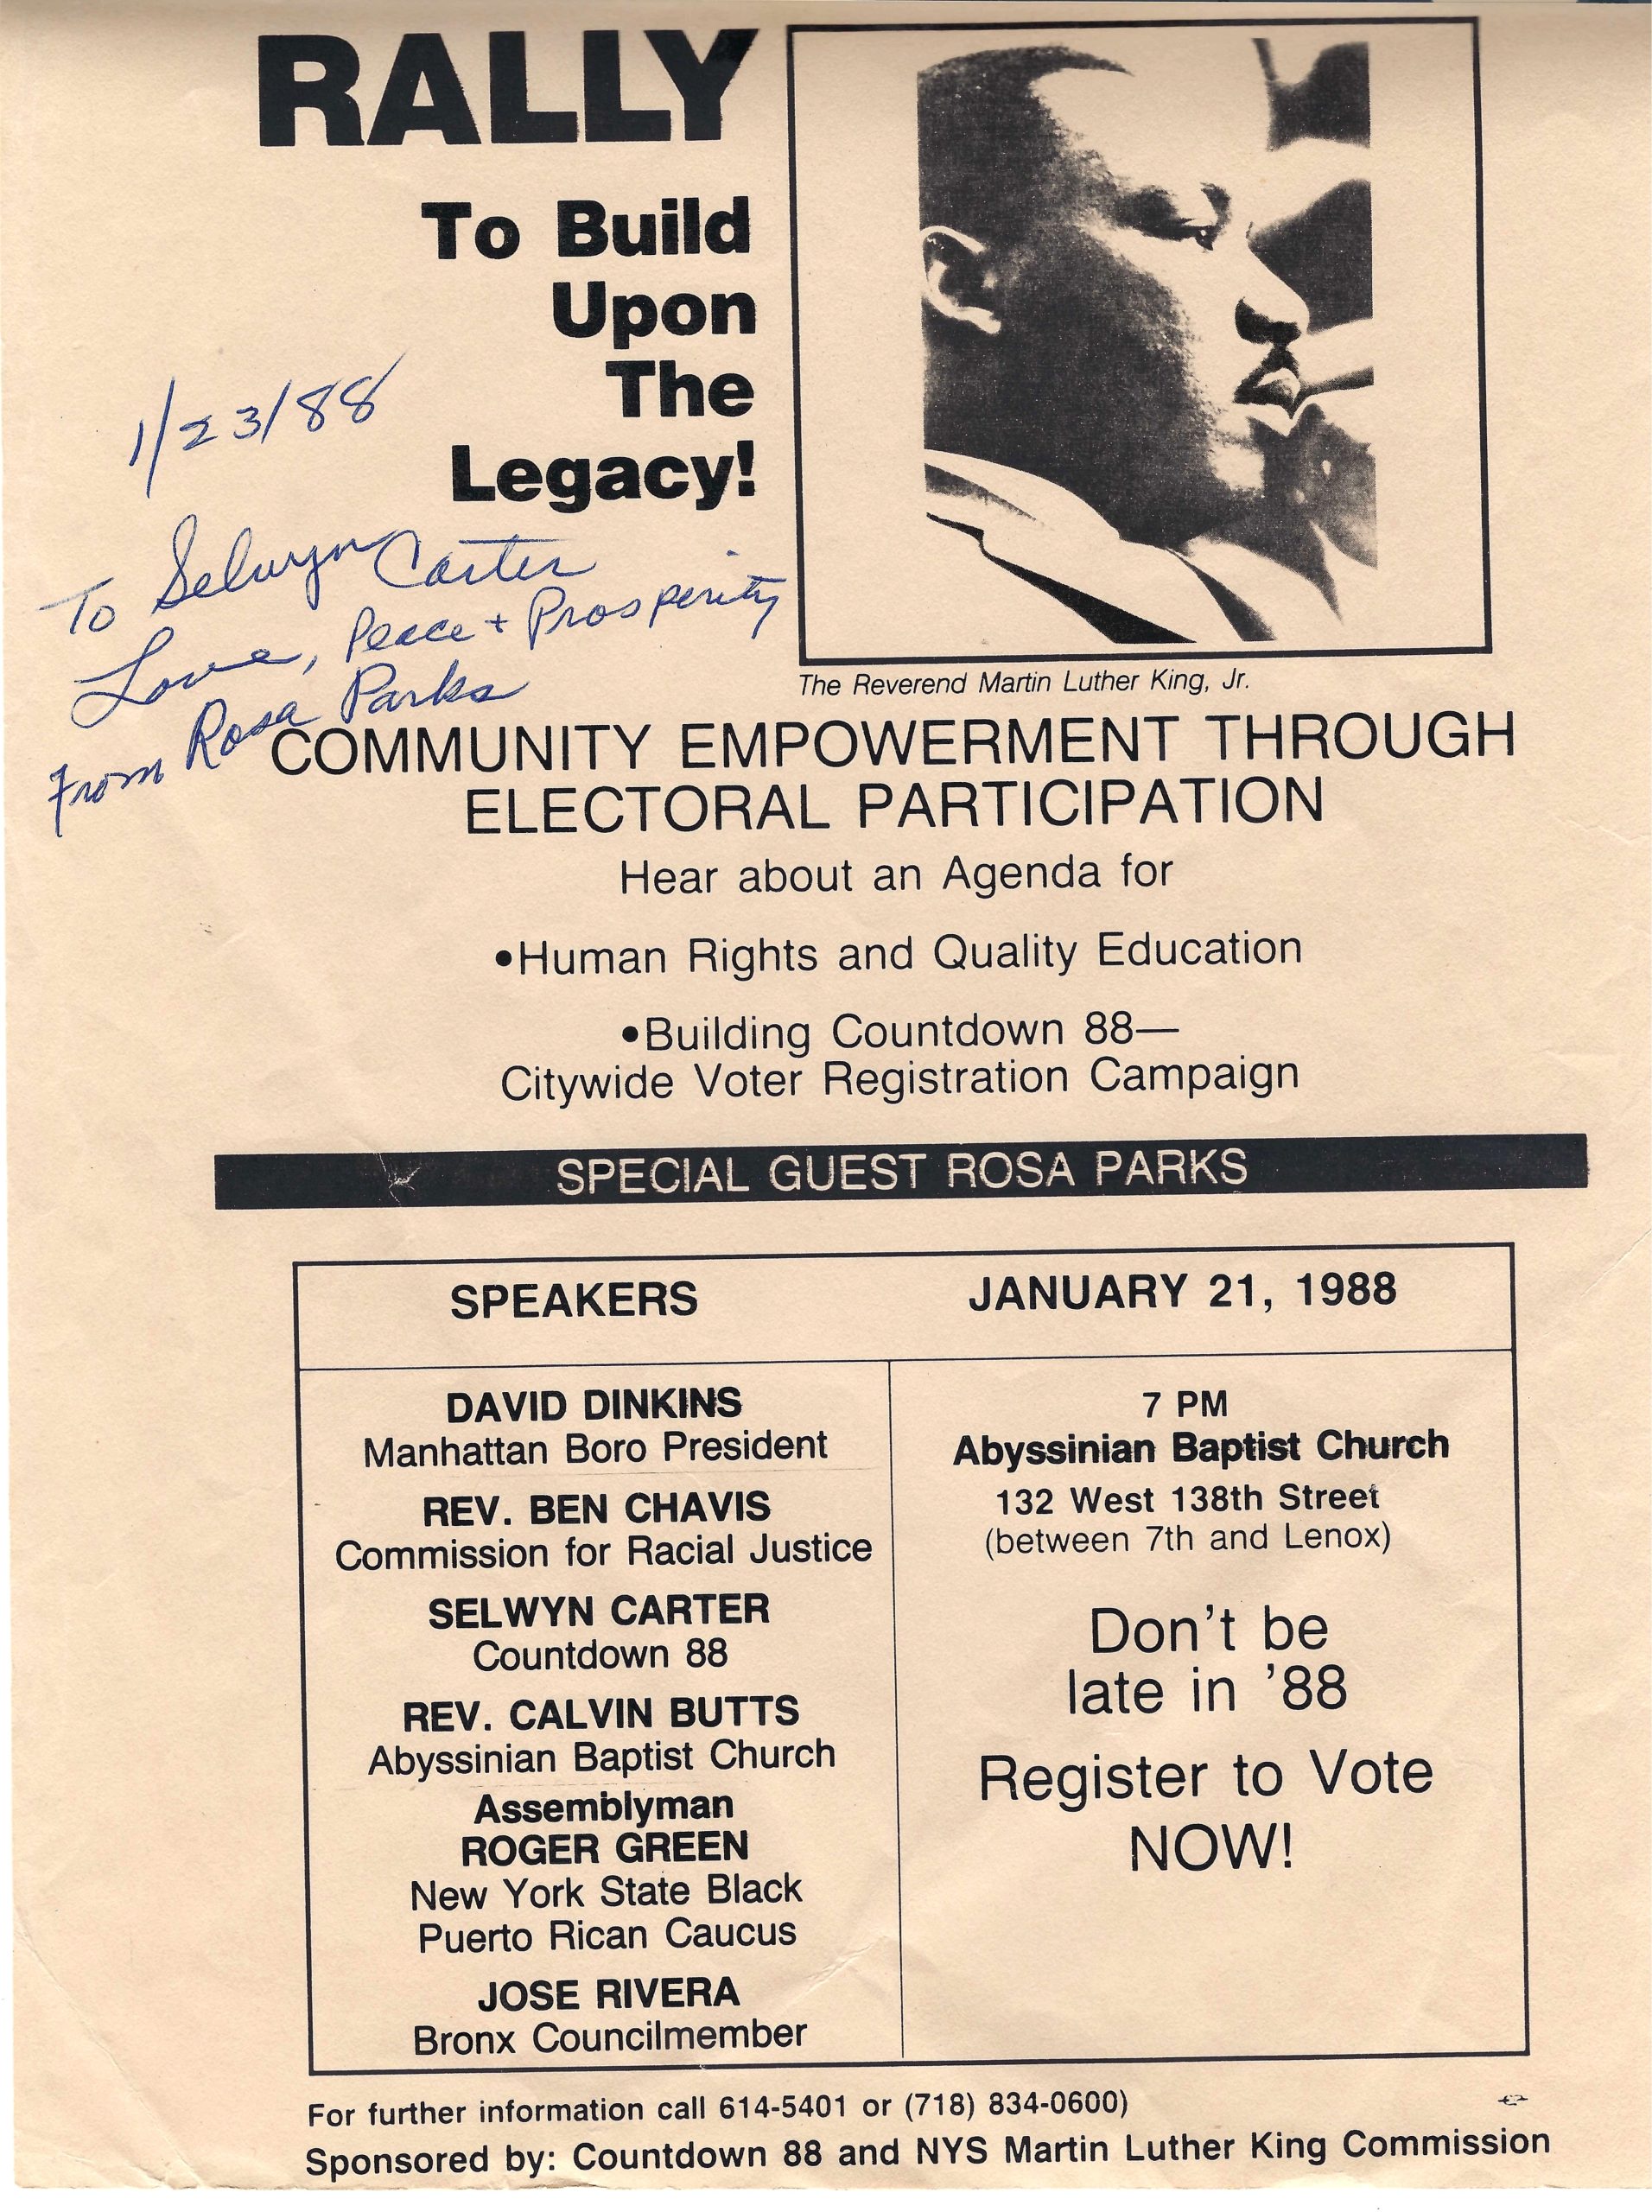 RALLY
To Build
Upon
The
Legacy!
1/23/88
To Selwyn Carter
Love, Peace + Prosperity
From Rosa Parks
The Reverend Martin Luther King, Jr.
COMMUNITY EMPOWERMENT THROUGH
ELECTORAL PARTICIPATION
Hear about an Agenda for
•Human Rights and Quality Education
•Building Countdown 88—
Citywide Voter Registration Campaign
SPECIAL GUEST ROSA PARKS
SPEAKERS
DAVID DINKINS
Manhattan Boro President
REV. BEN CHAVIS
Commission for Racial Justice
SELWYN CARTER
Countdown 88
REV. CALVIN BUTTS
Abyssinian Baptist Church
Assemblyman
ROGER GREEN
New York State Black
Puerto Rican Caucus
JOSE RIVERA
Bronx Councilmember
JANUARY 21, 1988
7 PM
Abyssinian Baptist Church
132 West 138th Street
(between 7th and Lenox)
Don't be
late in '88
Register to Vote
NOW!
For further information call 614-5401 or (718) 834-0600)
Sponsored by: Countdown 88 and NYS Martin Luther King Commission